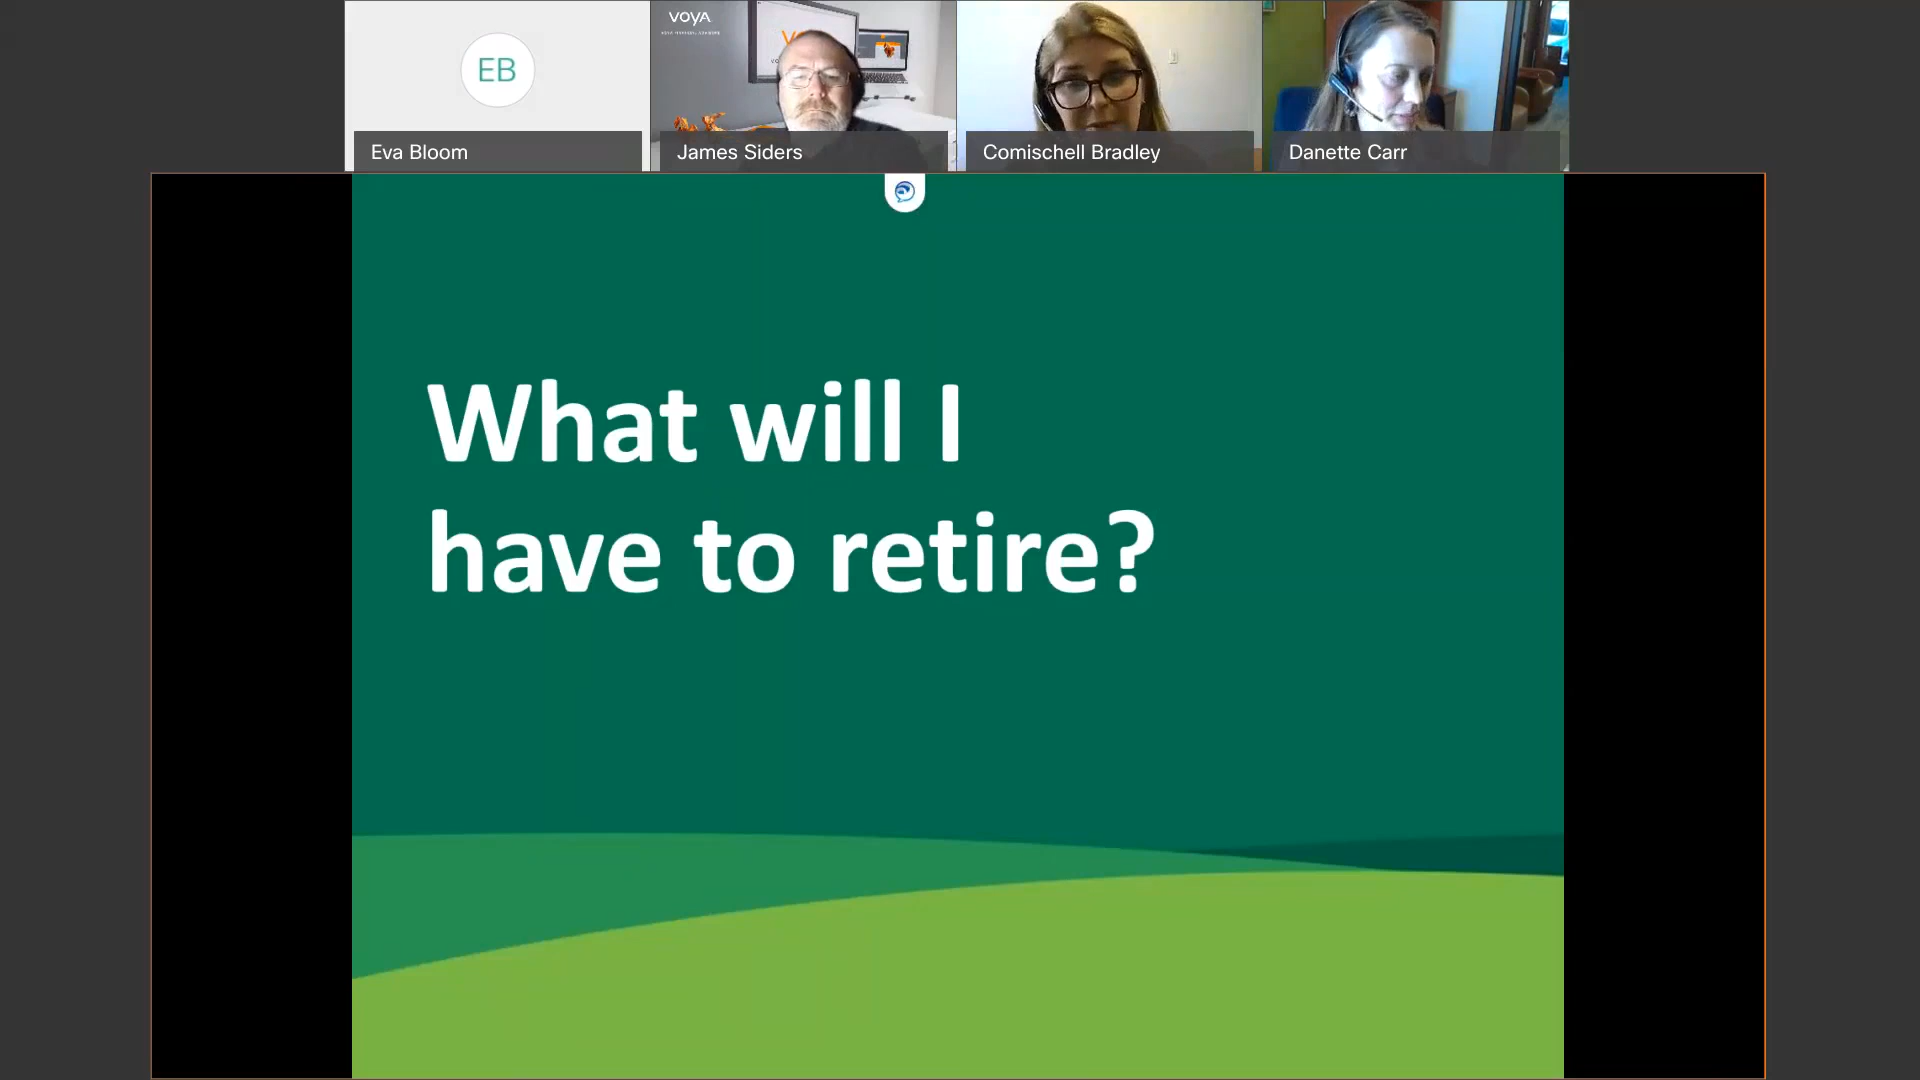 EB
VOYA
Eva Bloom
James Siders
Comischell Bradley
Danette Carr
What will I
have to retire?